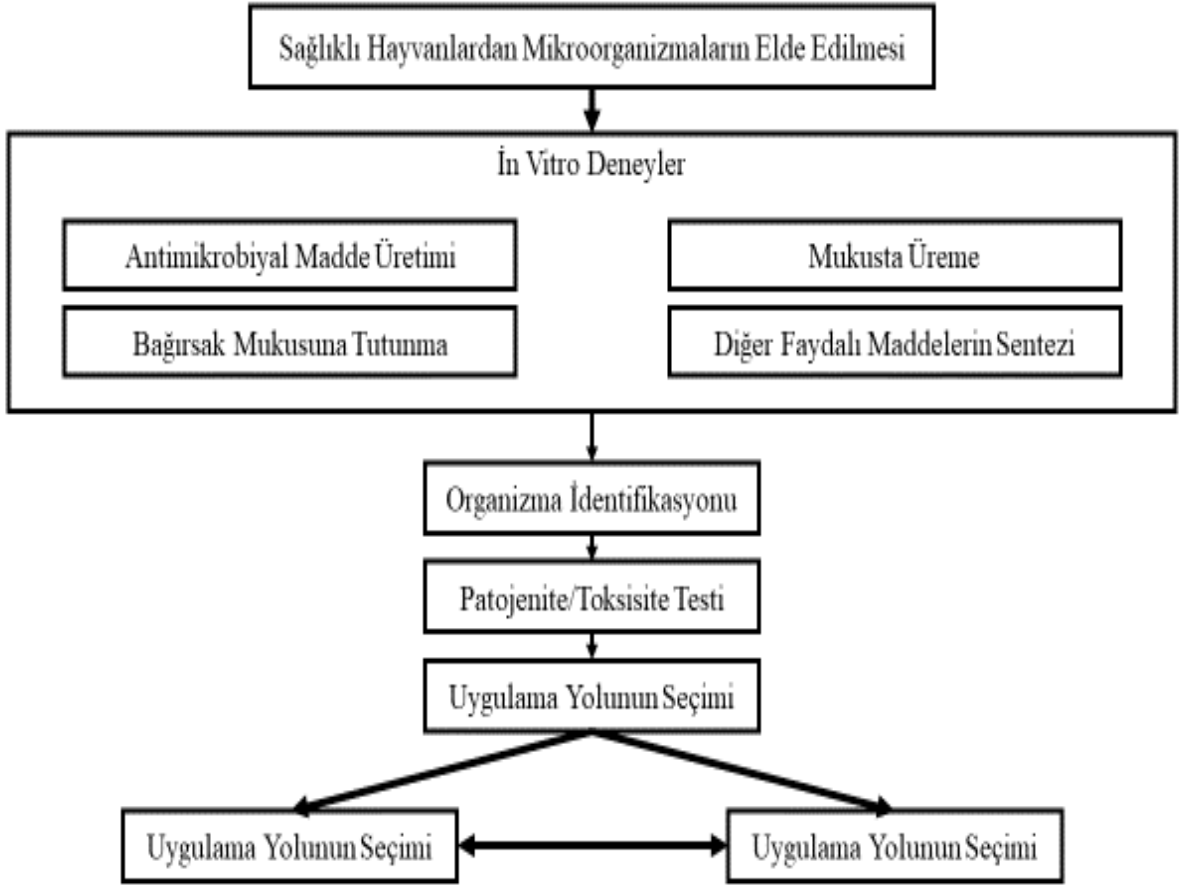 Sağlıklı Hayvanlardan Mikroorganizmaların Elde Edilmesi
İn Vitro Deneyler
Antimikrobiyal Madde Üretimi
Mukusta Üreme
Bağırsak Mukusuna Tutunma
Diğer Faydalı Maddelerin Sentezi
Organizma İdentifikasyonu
Patojenite/Toksisite Testi
Uygulama Yolunun Seçimi
Uygulama Yolunun Seçimi
Uygulama Yolunun Seçimi